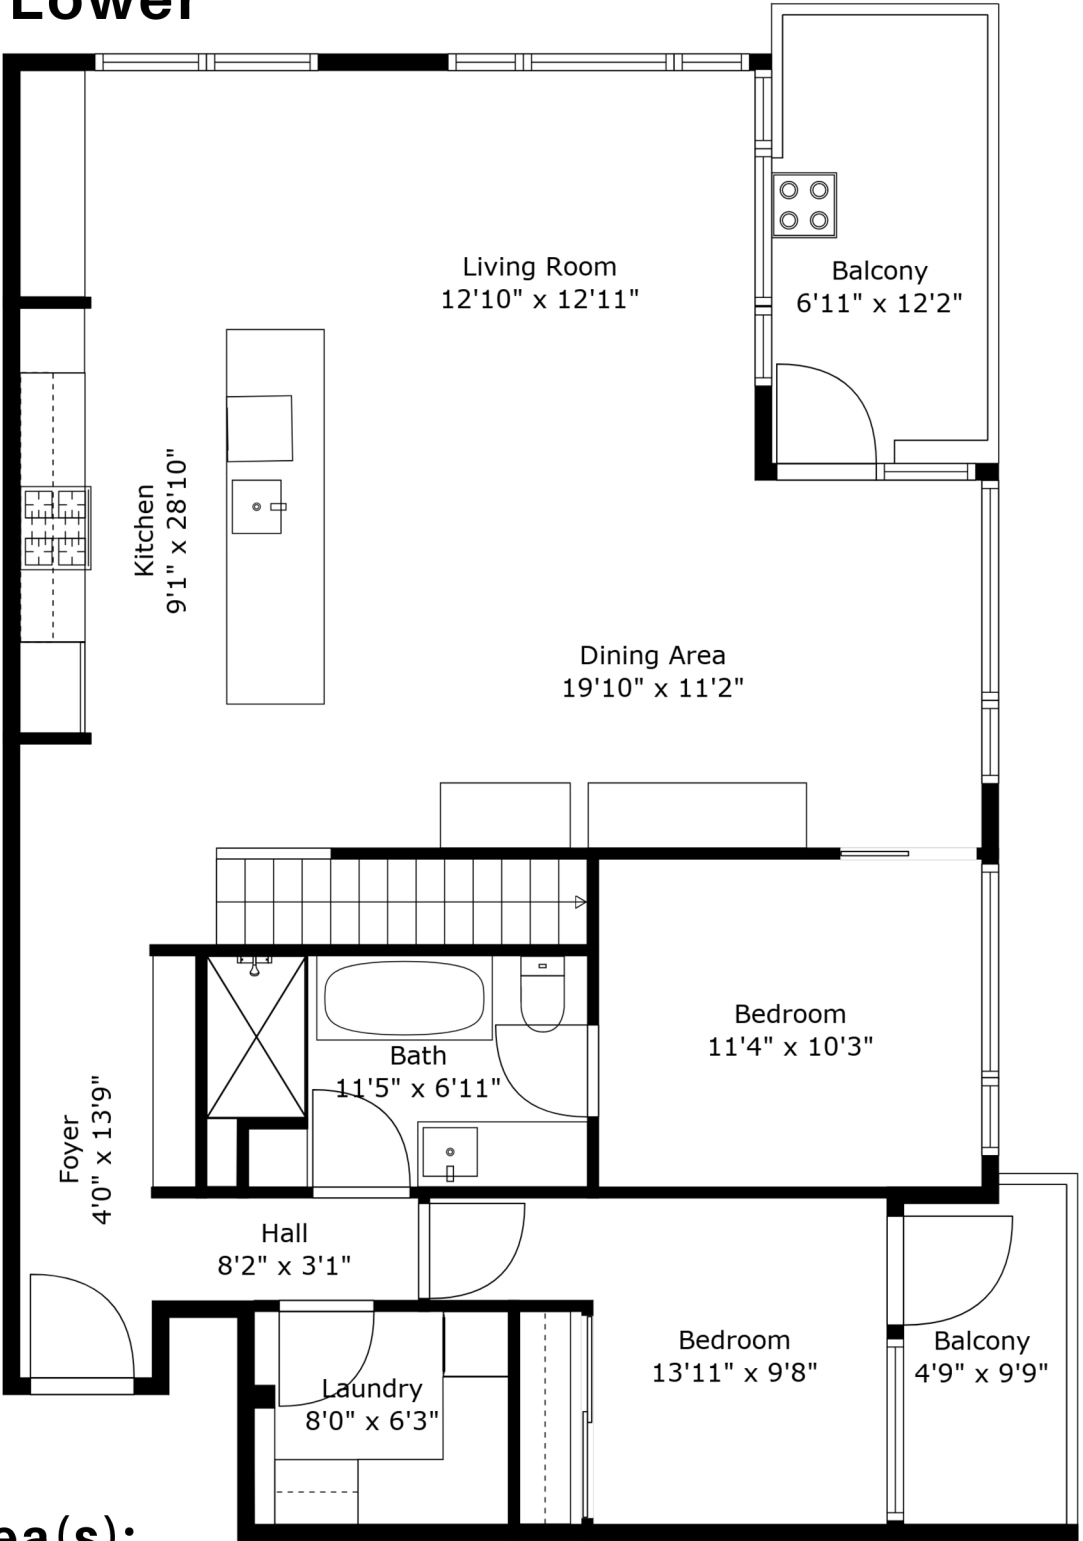 Lower
Living Room
12'10" x 12'11"
Balcony
6'11" x 12'2"
Kitchen
9'1" x 28'10"
Dining Area
19'10" x 11'2"
Bedroom
11'4" x 10'3"
Bath
11'5" x 6'11"
Foyer
4'0" x 13'9"
Hall
8'2" x 3'1"
Bedroom
13'11" x 9'8"
Balcony
4'9" x 9'9"
Laundry
8'0" x 6'3"
ea(s):